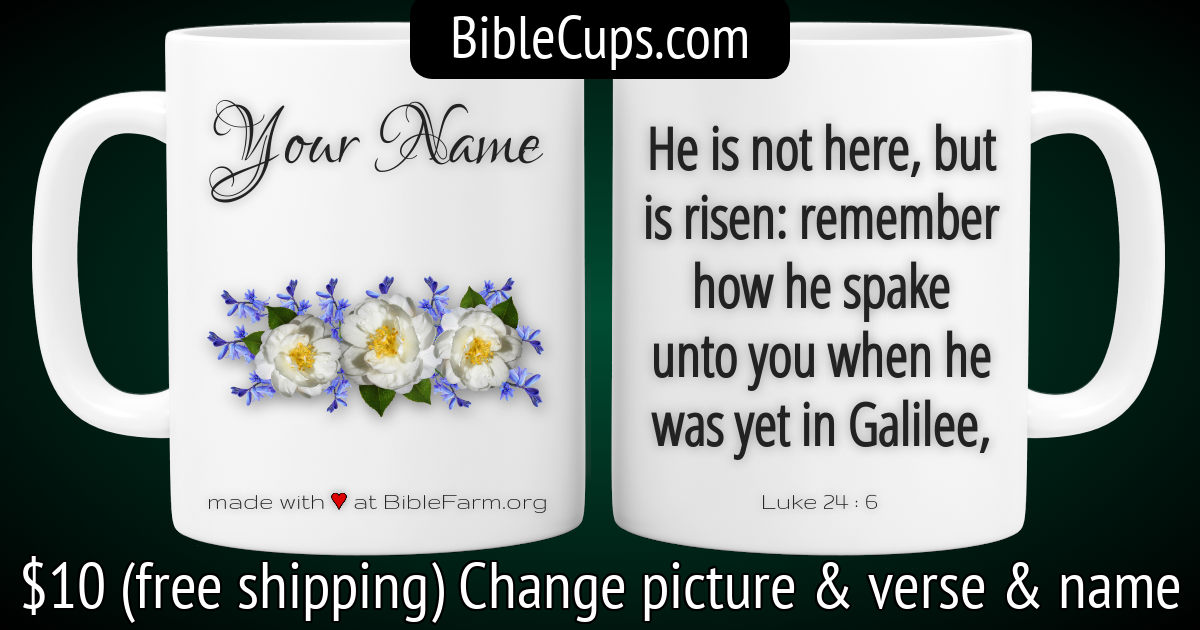 BibleCups.com
Your Name
made with ♥ at BibleFarm.org
He is not here, but
is risen: remember
how he spake
unto you when he
was yet in Galilee,
Luke 24 : 6
$10 (free shipping) Change picture & verse & name